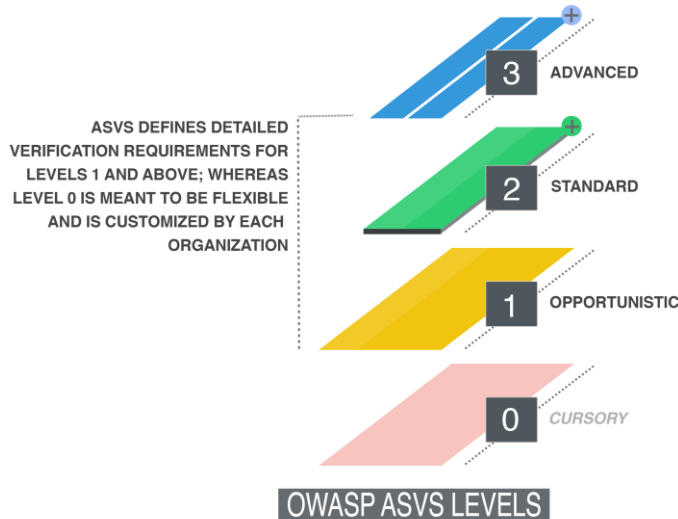 3
ADVANCED
ASVS DEFINES DETAILED
VERIFICATION REQUIREMENTS FOR
LEVELS 1 AND ABOVE; WHEREAS
LEVEL 0 IS MEANT TO BE FLEXIBLE
AND IS CUSTOMIZED BY EACH
ORGANIZATION
2
STANDARD
1
OPPORTUNISTIC
0
CURSORY
OWASP ASVS LEVELS